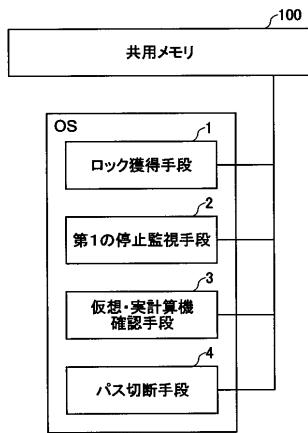 100
共用メモリ
OS
1
ロック獲得手段
2
第1の停止監視手段
3
仮想・実計算機
確認手段
4
パス切断手段